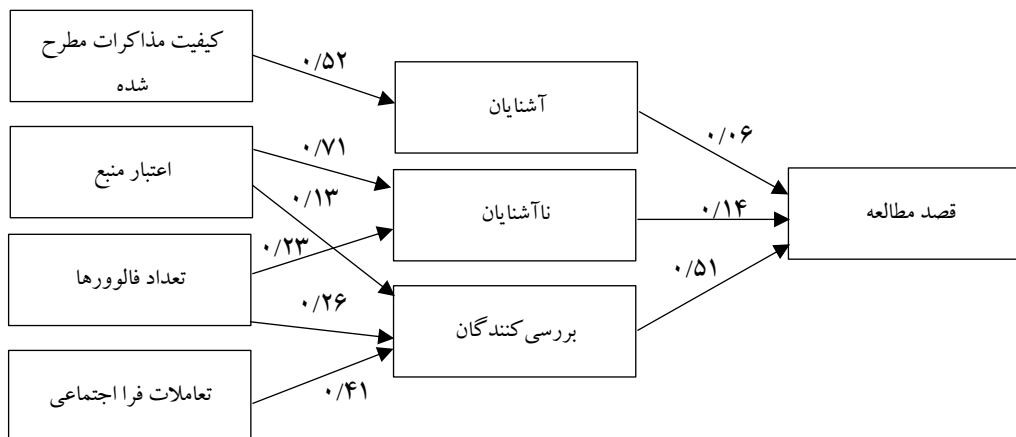 کیفیت مذاکرات مطرح
شده
۰/۵۲
آشنایان
۰/۰۶
اعتبار منبع
۰/۷۱
۰/۱۳
ناآشنایان
۰/۱۴
قصد مطالعه
تعداد فالوورها
۰/۲۳
۰/۲۶
بررسی‌کنندگان
۰/۵۱
تعاملات فرا اجتماعی
۰/۴۱